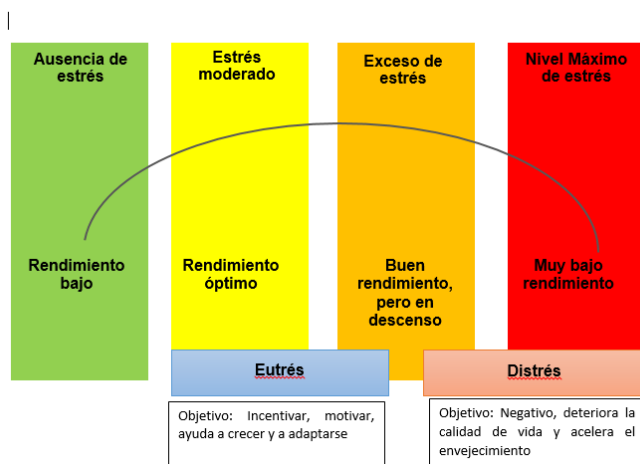 Ausencia de
estrés
Estrés
moderado
Exceso de
estrés
Nivel Máximo
de estrés
Rendimiento
bajo
Rendimiento
óptimo
Buen
rendimiento,
pero en
descenso
Muy bajo
rendimiento
Eutrés
Distrés
Objetivo: Incentivar, motivar,
ayuda a crecer y a adaptarse
Objetivo: Negativo, deteriora la
calidad de vida y acelera el
envejecimiento